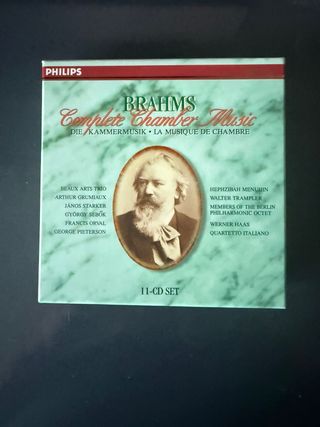 PHILIPS
BRAHMS
Complete Chamber Music
DIE KAMMERMUSIK • LA MUSIQUE DE CHAMBRE
BEAUX ARTS TRIO
ARTHUR GRUMIAUX
JÁNOS STARKER
GYÖRGY SEBŐK
FRANCIS ORVAL
GEORGE PIETERSON
HEPHZIBAH MENUHIN
WALTER TRAMPLER
MEMBERS OF THE BERLIN
PHILHARMONIC OCTET
WERNER HAAS
QUARTETTO ITALIANO
11-CD SET